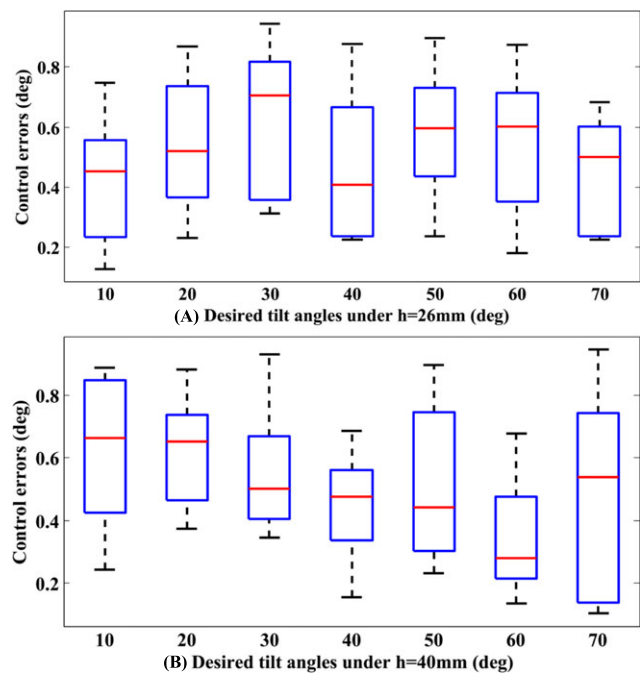 Control errors (deg)
0.8
0.6
0.4
0.2
10 20 30 40 50 60 70
(A) Desired tilt angles under h=26mm (deg)
Control errors (deg)
0.8
0.6
0.4
0.2
10 20 30 40 50 60 70
(B) Desired tilt angles under h=40mm (deg)